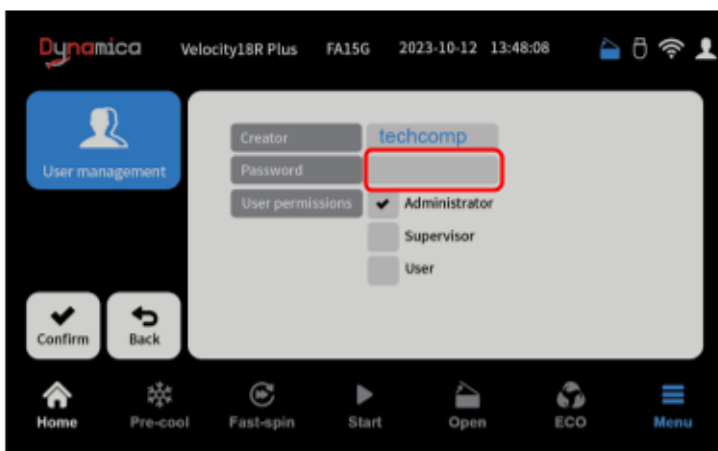 Dynamica Velocity18R Plus FA15G 2023-10-12 13:48:08
User management
Creator techcomp
Password
User permissions ✔ Administrator
Supervisor
User
Confirm Back
Home Pre-cool Fast-spin Start Open ECO Menu